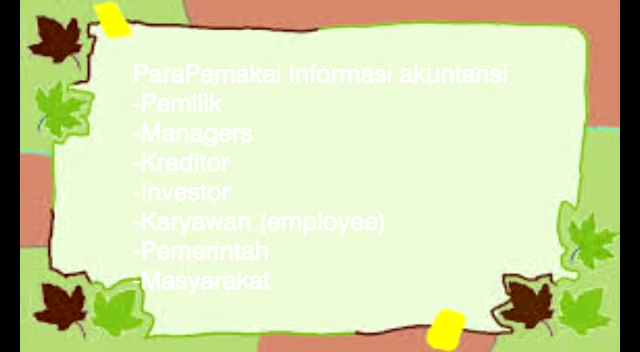 ParaPemakai Informasi akuntansi
-Pemilik
-Managers
-Kreditor
-Investor
-Karyawan (employee)
-Pemerintah
-Masyarakat